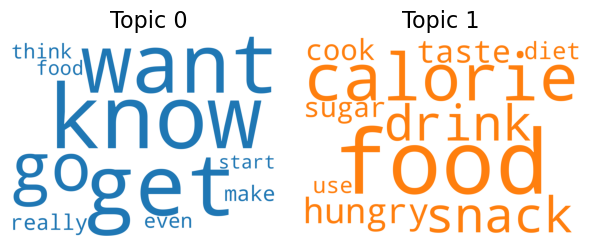 Topic 0
think
food
want
know
go
get
start
make
really
even
Topic 1
cook
taste
diet
calorie
sugar
drink
food
use
hungry
snack